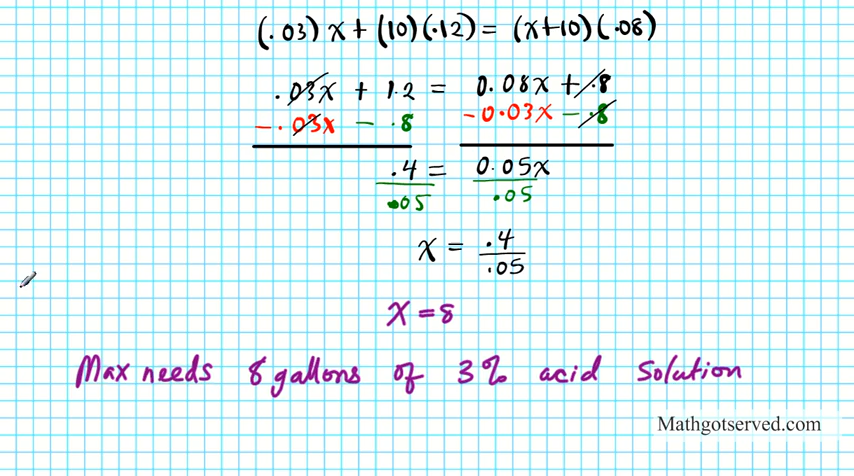 (.03)x + (10)(.12) = (x+10)(.08)
.03x + 1.2 = 0.08x + .8
-.03x - .8 -0.03x - .8
.4 = 0.05x
.05 .05
x = .4/.05
x = 8
Max needs 8 gallons of 3% acid solution
Mathgotserved.com